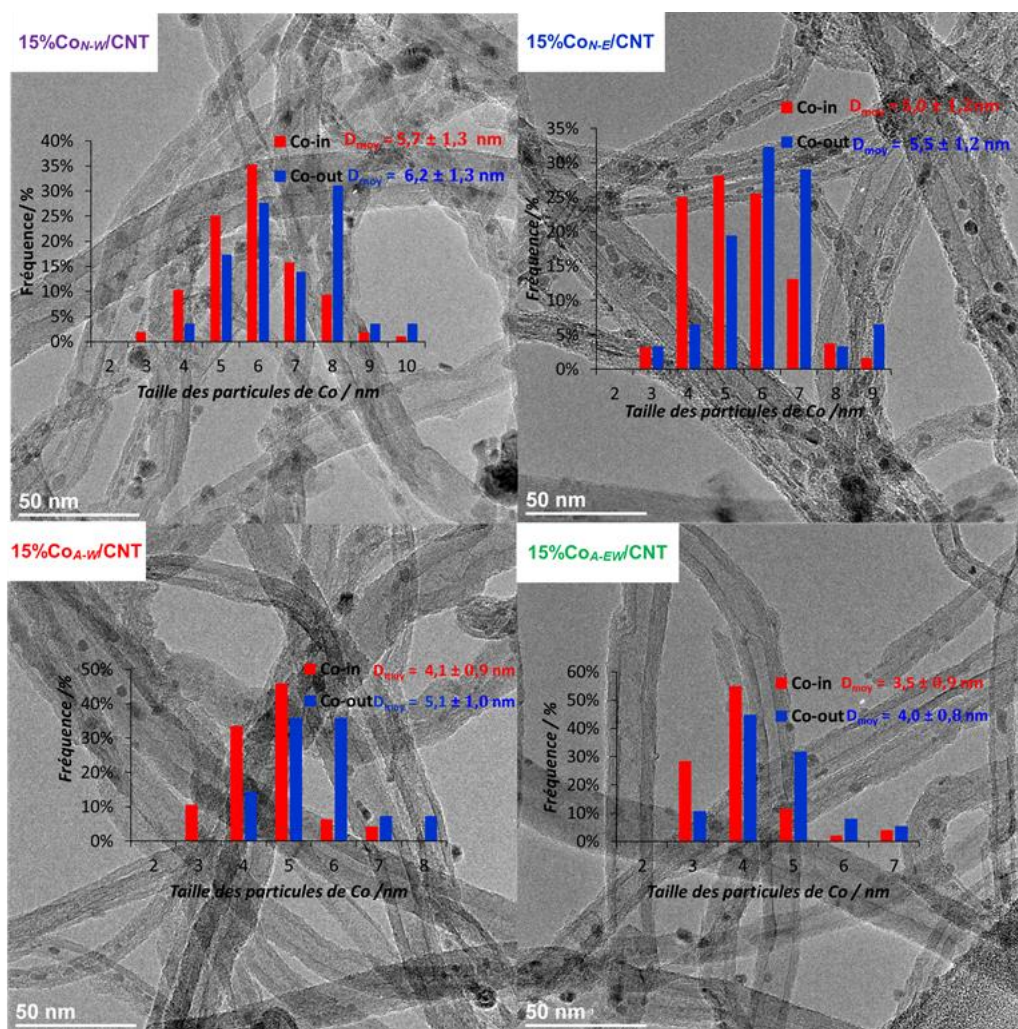 15%CoN-W/CNT
40%
35%
30%
25%
20%
15%
10%
5%
0%
Fréquence/ %
Co-in Dmoy = 5,7 ± 1,3 nm
Co-out Dmoy = 6,2 ± 1,3 nm
2 3 4 5 6 7 8 9 10
Taille des particules de Co / nm
50 nm
15%CoN-E/CNT
35%
30%
25%
20%
15%
10%
5%
0%
Fréquence/ %
Co-in Dmoy = 5,0 ± 1,2nm
Co-out Dmoy = 5,5 ± 1,2 nm
2 3 4 5 6 7 8 9
Taille des particules de Co /nm
50 nm
15%CoA-W/CNT
50%
40%
30%
20%
10%
0%
Fréquence /%
Co-in Dmoy = 4,1 ± 0,9 nm
Co-out Dmoy = 5,1 ± 1,0 nm
2 3 4 5 6 7 8
Taille des particules de Co /nm
50 nm
15%CoA-EW/CNT
60%
50%
40%
30%
20%
10%
0%
Fréquence / %
Co-in Dmoy = 3,5 ± 0,9 nm
Co-out Dmoy = 4,0 ± 0,8 nm
2 3 4 5 6 7
Taille des particules de Co / nm
50 nm